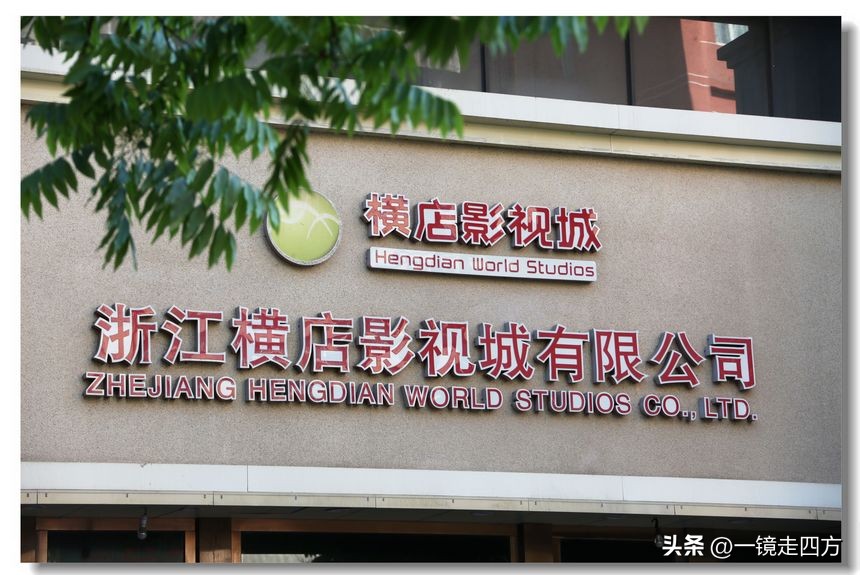 横店影视城
Hengdian World Studios
浙江横店影视城有限公司
ZHEJIANG HENGDIAN WORLD STUDIOS CO., LTD.
头条 @一镜走四方